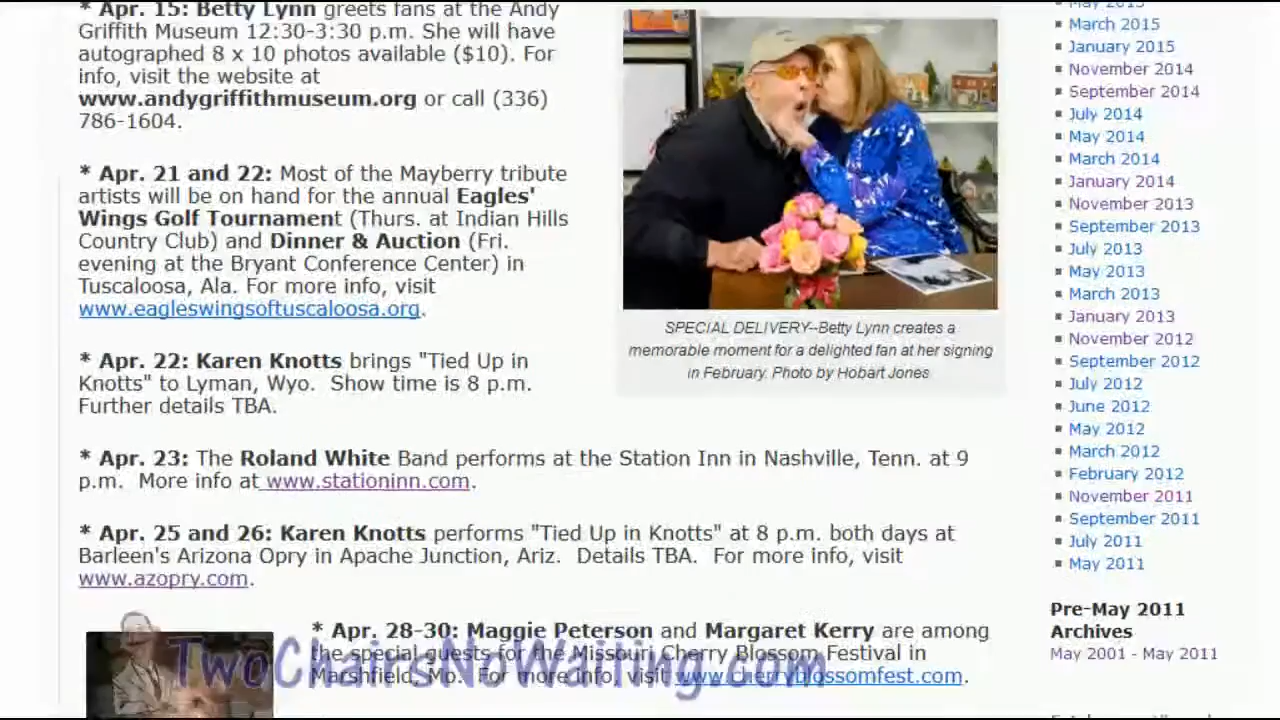 * Apr. 15: Betty Lynn greets fans at the Andy
Griffith Museum 12:30-3:30 p.m. She will have
autographed 8 x 10 photos available ($10). For
info, visit the website at
www.andygriffithmuseum.org or call (336)
786-1604.
* Apr. 21 and 22: Most of the Mayberry tribute
artists will be on hand for the annual Eagles'
Wings Golf Tournament (Thurs. at Indian Hills
Country Club) and Dinner & Auction (Fri.
evening at the Bryant Conference Center) in
Tuscaloosa, Ala. For more info, visit
www.eagleswingsoftuscaloosa.org.
* Apr. 22: Karen Knotts brings "Tied Up in
Knotts" to Lyman, Wyo. Show time is 8 p.m.
Further details TBA.
SPECIAL DELIVERY--Betty Lynn creates a
memorable moment for a delighted fan at her signing
in February. Photo by Hobart Jones
* Apr. 23: The Roland White Band performs at the Station Inn in Nashville, Tenn. at 9
p.m. More info at www.stationinn.com.
* Apr. 25 and 26: Karen Knotts performs "Tied Up in Knotts" at 8 p.m. both days at
Barleen's Arizona Opry in Apache Junction, Ariz. Details TBA. For more info, visit
www.azopry.com.
* Apr. 28-30: Maggie Peterson and Margaret Kerry are among
the special guests for the Missouri Cherry Blossom Festival in
Marshfield, Mo. For more info, visit www.cherryblossomfest.com.
TwoChairsNoWaiting.com
May 2015
March 2015
January 2015
November 2014
September 2014
July 2014
May 2014
March 2014
January 2014
November 2013
September 2013
July 2013
May 2013
March 2013
January 2013
November 2012
September 2012
July 2012
June 2012
May 2012
March 2012
February 2012
November 2011
September 2011
July 2011
May 2011
Pre-May 2011
Archives
May 2001 - May 2011